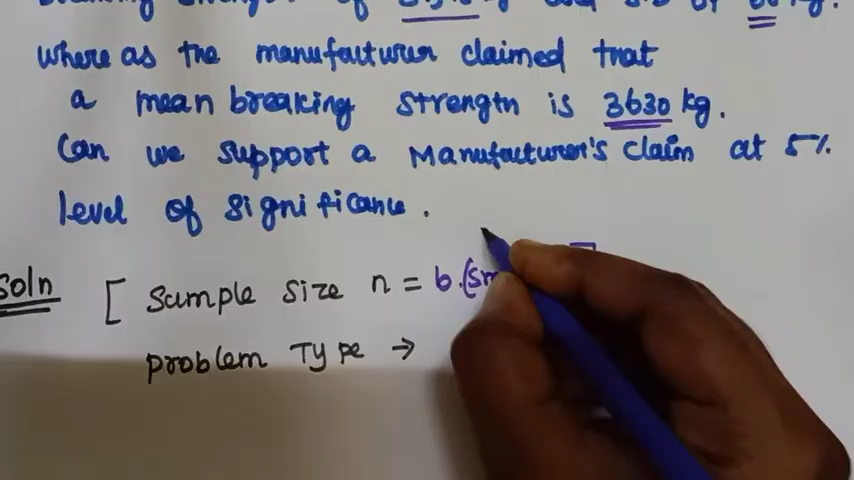 where as the manufacturer claimed that
a mean breaking strength is 3630 kg.
Can we support a Manufacturer's claim at 5%
level of significance.
Soln [ Sample size n = 6.(Sm
problem Type →